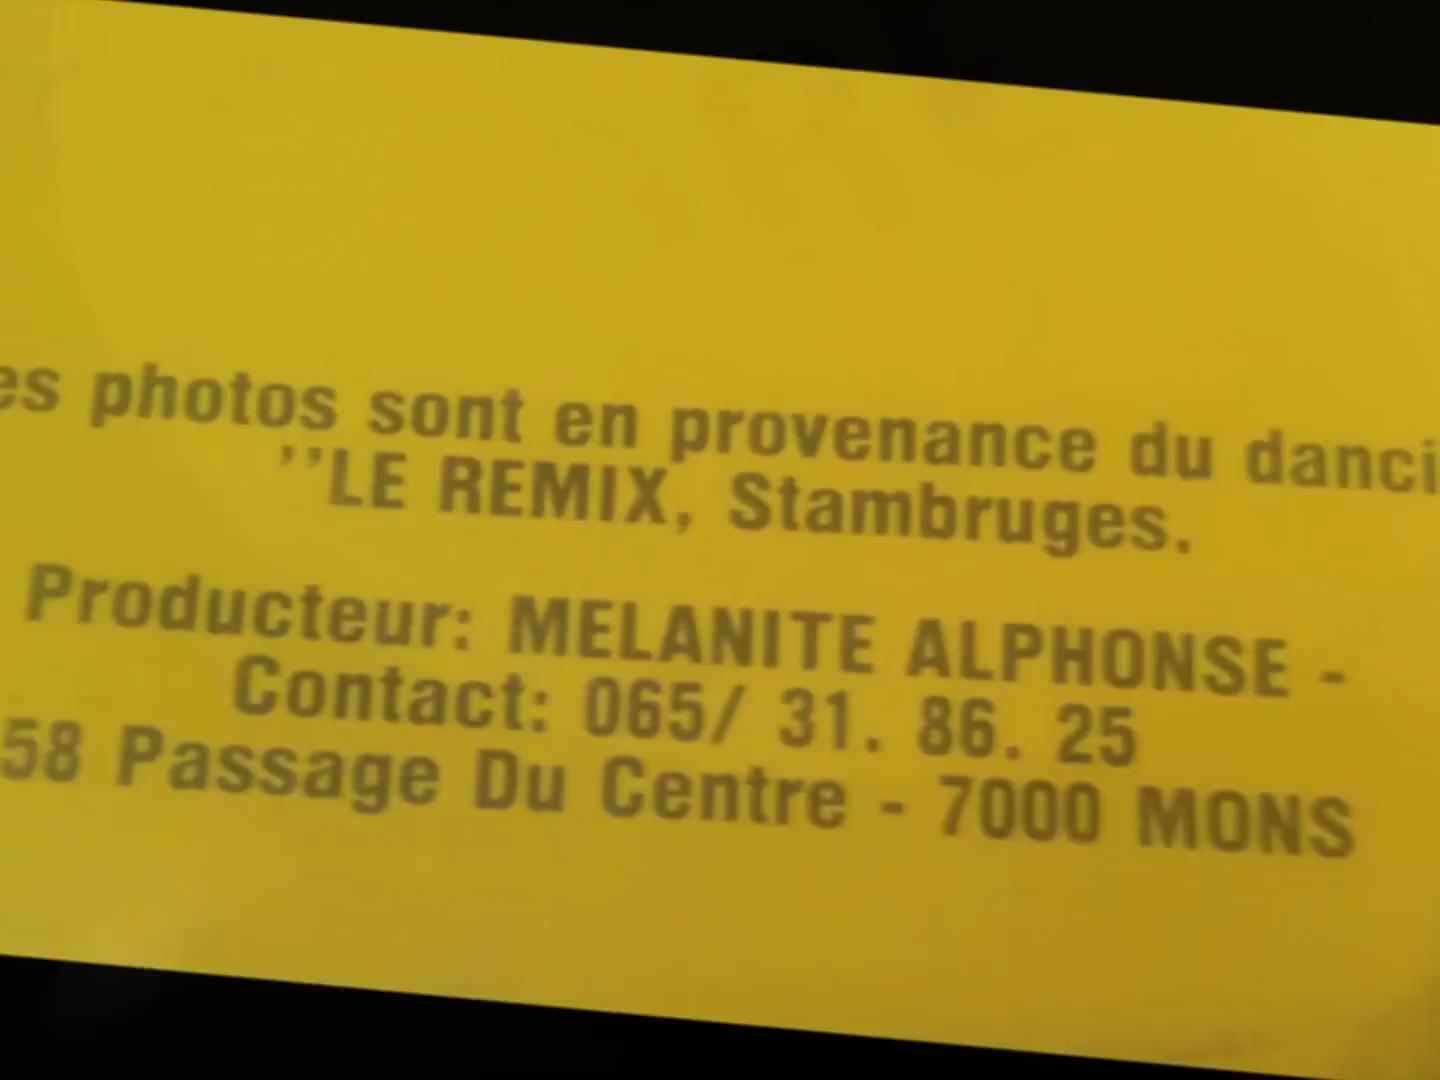 es photos sont en provenance du danci
''LE REMIX, Stambruges.
Producteur: MELANITE ALPHONSE -
Contact: 065/ 31. 86. 25
58 Passage Du Centre - 7000 MONS